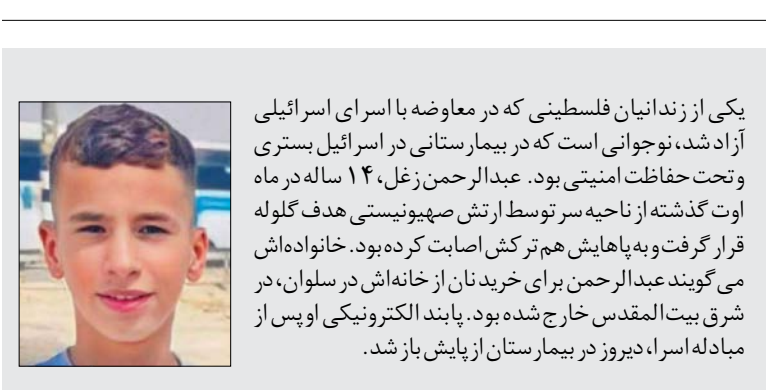 یکی از زندانیان فلسطینی که در معاوضه با اسرای اسرائیلی
آزاد شد، نوجوانی است که در بیمارستانی در اسرائیل بستری
و تحت حفاظت امنیتی بود. عبدالرحمن زغل، ۱۴ ساله در ماه
اوت گذشته از ناحیه سر توسط ارتش صهیونیستی هدف گلوله
قرار گرفت و به پاهایش هم ترکش اصابت کرده بود. خانواده‌اش
می‌گویند عبدالرحمن برای خرید نان از خانه‌اش در سلوان، در
شرق بیت‌المقدس خارج شده بود. پابند الکترونیکی او پس از
مبادله اسرا، دیروز در بیمارستان از پایش باز شد.